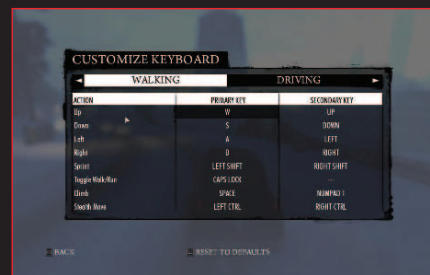 CUSTOMIZE KEYBOARD
WALKING DRIVING
ACTION PRIMARY KEY SECONDARY KEY
Up W UP
Down S DOWN
Left A LEFT
Right D RIGHT
Sprint LEFT SHIFT RIGHT SHIFT
Toggle Walk/Run CAPS LOCK ---
Climb SPACE NUMPAD 1
Stealth Move LEFT CTRL RIGHT CTRL
BACK RESET TO DEFAULTS